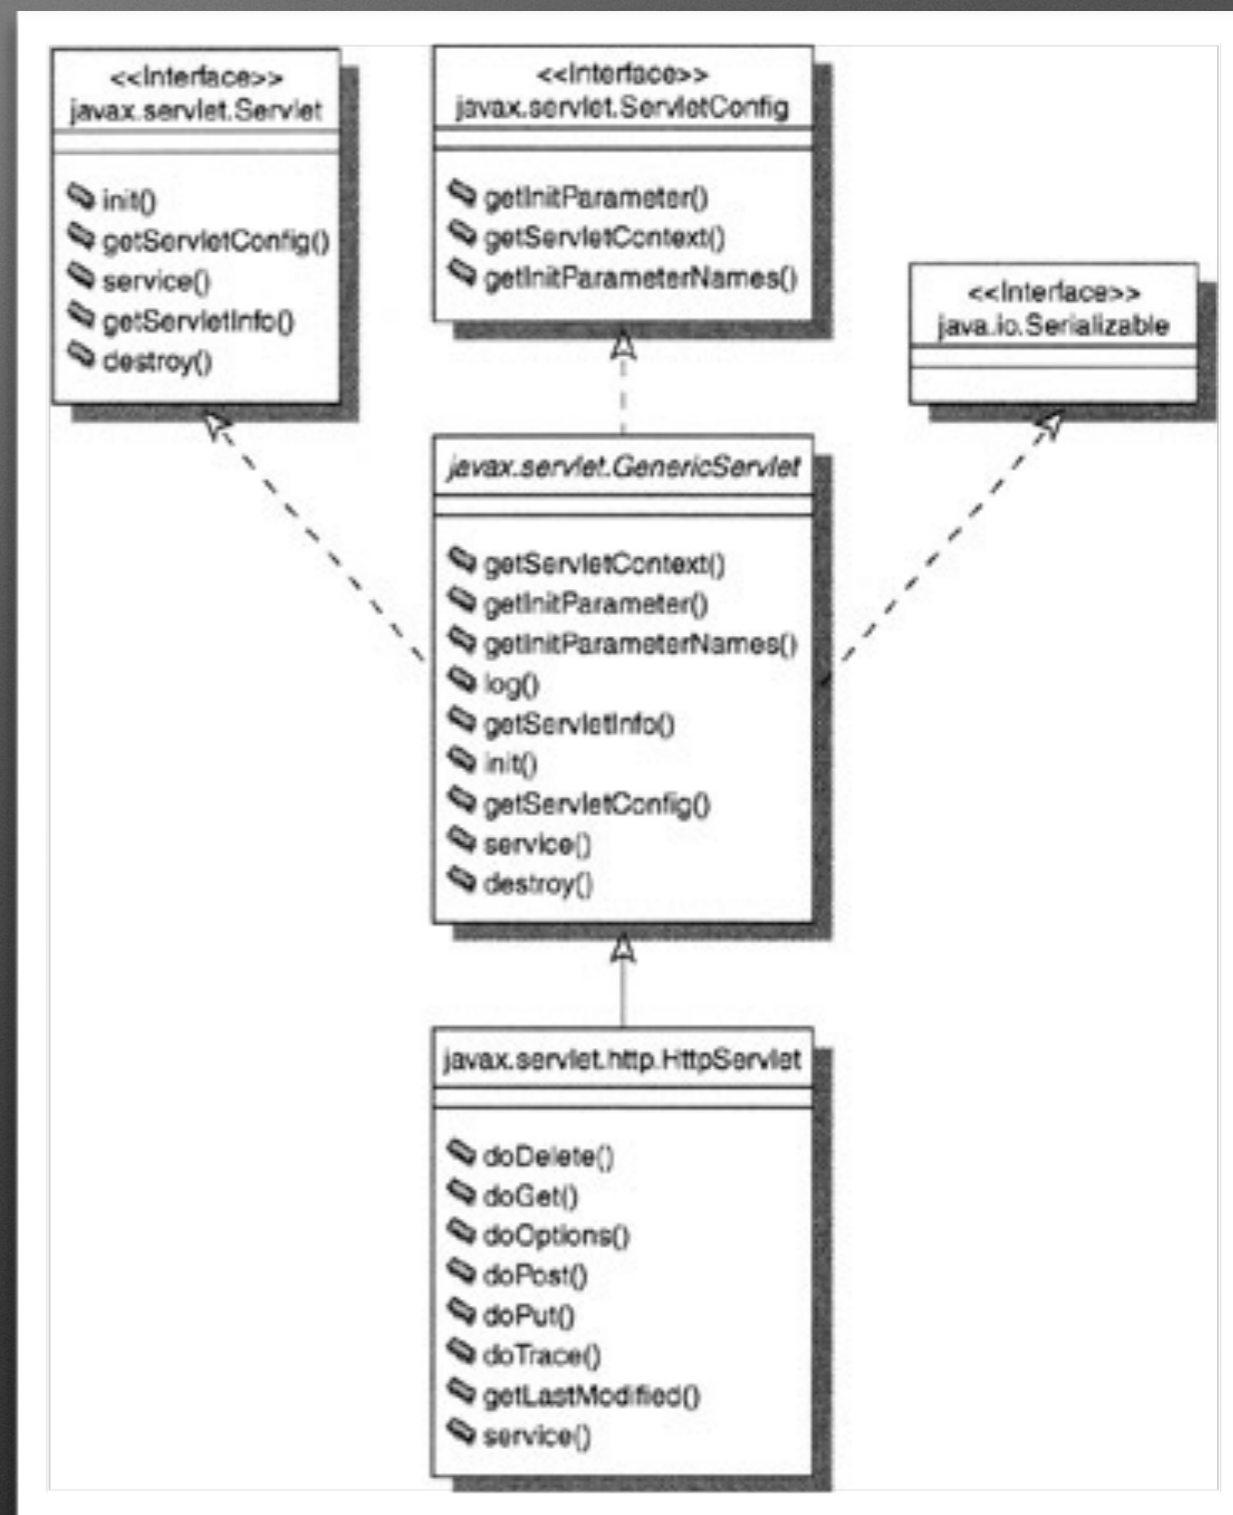 <<Interface>>
javax.servlet.Servlet
init()
getServletConfig()
service()
getServletInfo()
destroy()
<<Interface>>
javax.servlet.ServletConfig
getInitParameter()
getServletContext()
getInitParameterNames()
<<Interface>>
java.io.Serializable
javax.servlet.GenericServlet
getServletContext()
getInitParameter()
getInitParameterNames()
log()
getServletInfo()
init()
getServletConfig()
service()
destroy()
javax.servlet.http.HttpServlet
doDelete()
doGet()
doOptions()
doPost()
doPut()
doTrace()
getLastModified()
service()